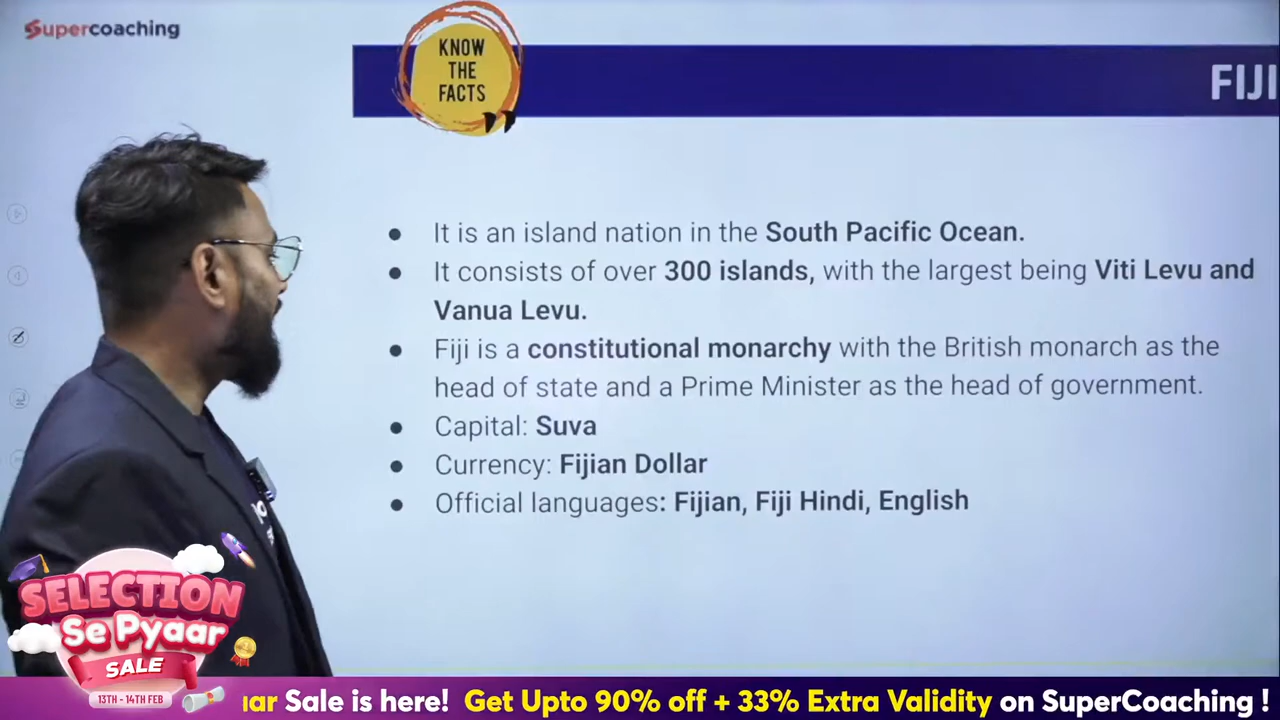 Supercoaching
KNOW
THE
FACTS
FIJI
It is an island nation in the South Pacific Ocean.
It consists of over 300 islands, with the largest being Viti Levu and
Vanua Levu.
Fiji is a constitutional monarchy with the British monarch as the
head of state and a Prime Minister as the head of government.
Capital: Suva
Currency: Fijian Dollar
Official languages: Fijian, Fiji Hindi, English
SELECTION
Se Pyaar
SALE
13TH - 14TH FEB
Sale is here! Get Upto 90% off + 33% Extra Validity on SuperCoaching !